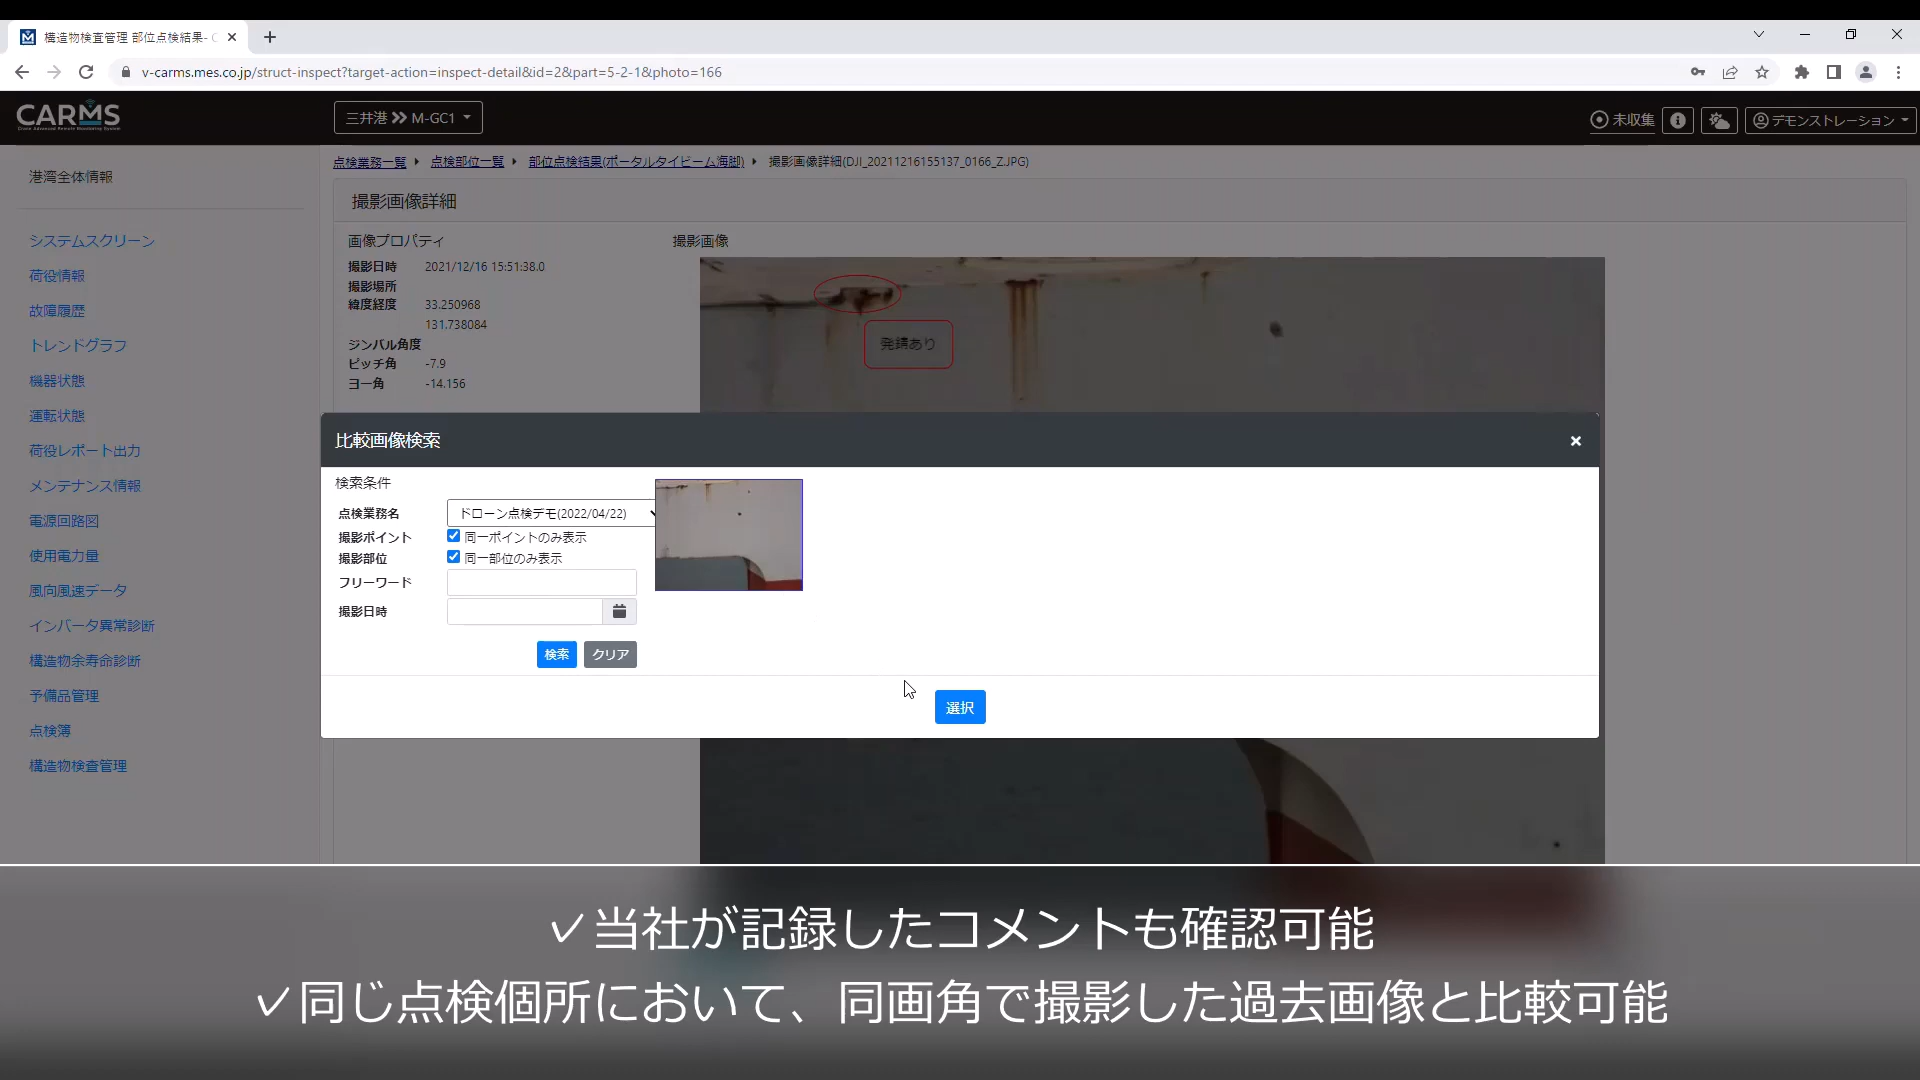 構造物検査管理 部位点検結果- C
v-carms.mes.co.jp/struct-inspect?target-action=inspect-detail&id=2&part=5-2-1&photo=166
CARMS
三井港 M-GC1
未収集
デモンストレーション
点検業務一覧 点検部位一覧 部位点検結果(ポータルタイビーム海脚) 撮影画像詳細(DJI_20211216155137_0166_Z.JPG)
港湾全体情報
システムスクリーン
荷役情報
故障履歴
トレンドグラフ
機器状態
運転状態
荷役レポート出力
メンテナンス情報
電源回路図
使用電力量
風向風速データ
インバータ異常診断
構造物余寿命診断
予備品管理
点検簿
構造物検査管理
撮影画像詳細
画像プロパティ
撮影日時 2021/12/16 15:51:38.0
撮影場所
緯度経度 33.250968
131.738084
ジンバル角度
ピッチ角 -7.9
ヨー角 -14.156
撮影画像
発錆あり
比較画像検索
検索条件
点検業務名 ドローン点検デモ(2022/04/22)
撮影ポイント 同一ポイントのみ表示
撮影部位 同一部位のみ表示
フリーワード
撮影日時
検索 クリア
選択
✓当社が記録したコメントも確認可能
✓同じ点検個所において、同画角で撮影した過去画像と比較可能